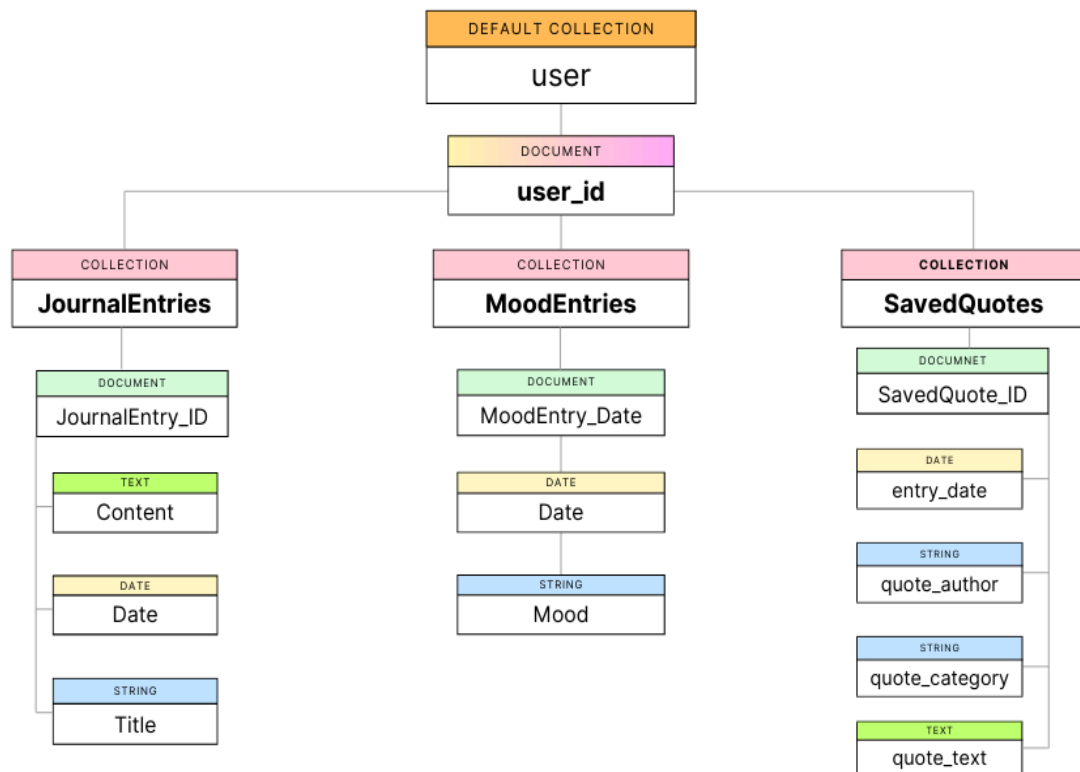 DEFAULT COLLECTION
user
DOCUMENT
user_id
COLLECTION
JournalEntries
DOCUMENT
JournalEntry_ID
TEXT
Content
DATE
Date
STRING
Title
COLLECTION
MoodEntries
DOCUMENT
MoodEntry_Date
DATE
Date
STRING
Mood
COLLECTION
SavedQuotes
DOCUMNET
SavedQuote_ID
DATE
entry_date
STRING
quote_author
STRING
quote_category
TEXT
quote_text